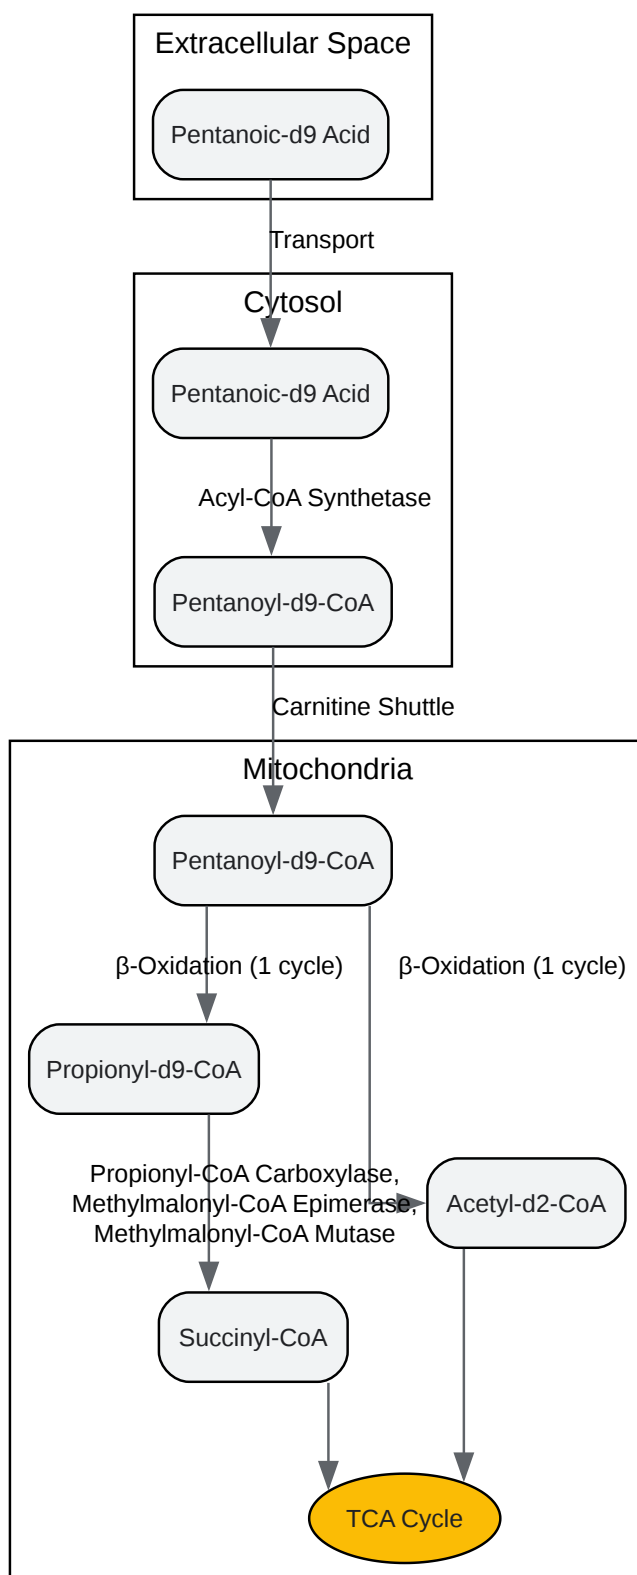 Extracellular Space
Pentanoic-d9 Acid
Transport
Cytosol
Pentanoic-d9 Acid
Acyl-CoA Synthetase
Pentanoyl-d9-CoA
Carnitine Shuttle
Mitochondria
Pentanoyl-d9-CoA
β-Oxidation (1 cycle)
β-Oxidation (1 cycle)
Propionyl-d9-CoA
Propionyl-CoA Carboxylase,
Methylmalonyl-CoA Epimerase,
Methylmalonyl-CoA Mutase
Acetyl-d2-CoA
Succinyl-CoA
TCA Cycle